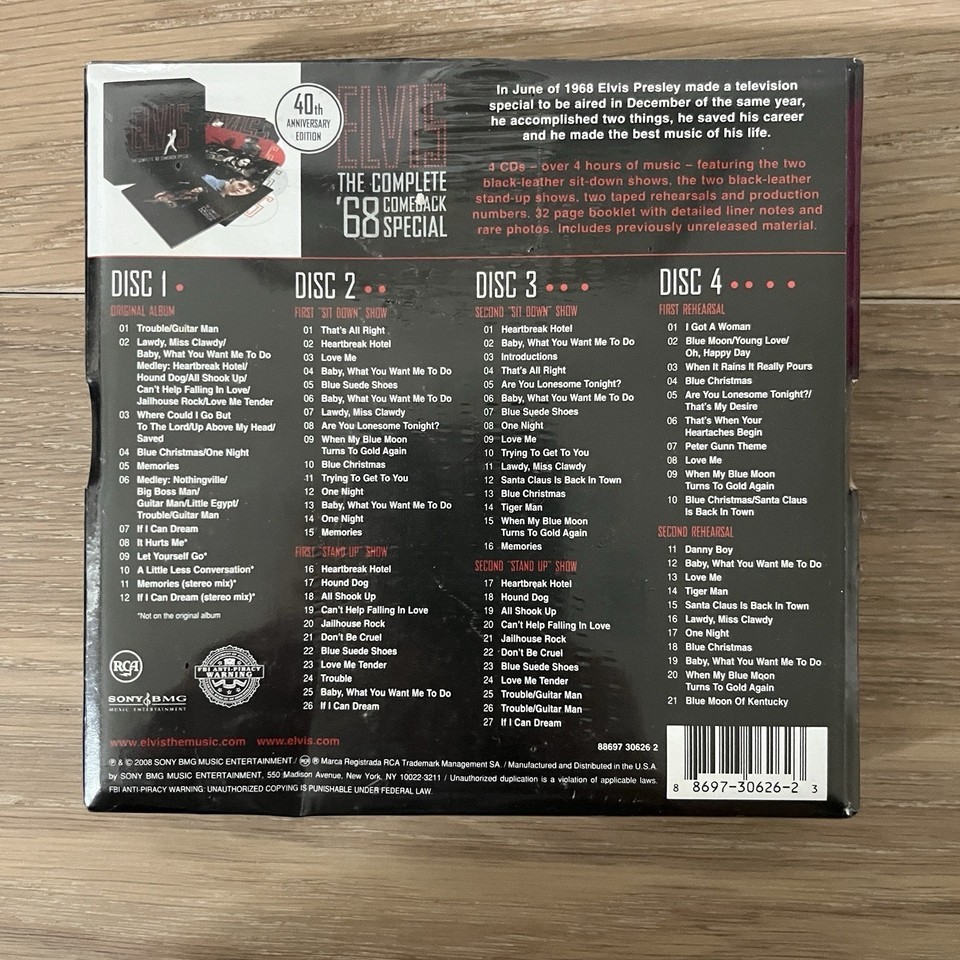 40th
ANNIVERSARY
EDITION
ELVIS
THE COMPLETE
'68 COMEBACK
SPECIAL
In June of 1968 Elvis Presley made a television
special to be aired in December of the same year,
he accomplished two things, he saved his career
and he made the best music of his life.
4 CDs – over 4 hours of music – featuring the two
black-leather sit-down shows, the two black-leather
stand-up shows, two taped rehearsals and production
numbers. 32 page booklet with detailed liner notes and
rare photos. Includes previously unreleased material.
DISC 1 •
ORIGINAL ALBUM
01 Trouble/Guitar Man
02 Lawdy, Miss Clawdy/
Baby, What You Want Me To Do
Medley: Heartbreak Hotel/
Hound Dog/All Shook Up/
Can't Help Falling In Love/
Jailhouse Rock/Love Me Tender
03 Where Could I Go But
To The Lord/Up Above My Head/
Saved
04 Blue Christmas/One Night
05 Memories
06 Medley: Nothingville/
Big Boss Man/
Guitar Man/Little Egypt/
Trouble/Guitar Man
07 If I Can Dream
08 It Hurts Me*
09 Let Yourself Go*
10 A Little Less Conversation*
11 Memories (stereo mix)*
12 If I Can Dream (stereo mix)*
*Not on the original album
DISC 2 ••
FIRST "SIT DOWN" SHOW
01 That's All Right
02 Heartbreak Hotel
03 Love Me
04 Baby, What You Want Me To Do
05 Blue Suede Shoes
06 Baby, What You Want Me To Do
07 Lawdy, Miss Clawdy
08 Are You Lonesome Tonight?
09 When My Blue Moon
Turns To Gold Again
10 Blue Christmas
11 Trying To Get To You
12 One Night
13 Baby, What You Want Me To Do
14 One Night
15 Memories
FIRST "STAND UP" SHOW
16 Heartbreak Hotel
17 Hound Dog
18 All Shook Up
19 Can't Help Falling In Love
20 Jailhouse Rock
21 Don't Be Cruel
22 Blue Suede Shoes
23 Love Me Tender
24 Trouble
25 Baby, What You Want Me To Do
26 If I Can Dream
DISC 3 •••
SECOND "SIT DOWN" SHOW
01 Heartbreak Hotel
02 Baby, What You Want Me To Do
03 Introductions
04 That's All Right
05 Are You Lonesome Tonight?
06 Baby, What You Want Me To Do
07 Blue Suede Shoes
08 One Night
09 Love Me
10 Trying To Get To You
11 Lawdy, Miss Clawdy
12 Santa Claus Is Back In Town
13 Blue Christmas
14 Tiger Man
15 When My Blue Moon
Turns To Gold Again
16 Memories
SECOND "STAND UP" SHOW
17 Heartbreak Hotel
18 Hound Dog
19 All Shook Up
20 Can't Help Falling In Love
21 Jailhouse Rock
22 Don't Be Cruel
23 Blue Suede Shoes
24 Love Me Tender
25 Trouble/Guitar Man
26 Trouble/Guitar Man
27 If I Can Dream
DISC 4 ••••
FIRST REHEARSAL
01 I Got A Woman
02 Blue Moon/Young Love/
Oh, Happy Day
03 When It Rains It Really Pours
04 Blue Christmas
05 Are You Lonesome Tonight?/
That's My Desire
06 That's When Your
Heartaches Begin
07 Peter Gunn Theme
08 Love Me
09 When My Blue Moon
Turns To Gold Again
10 Blue Christmas/Santa Claus
Is Back In Town
SECOND REHEARSAL
11 Danny Boy
12 Baby, What You Want Me To Do
13 Love Me
14 Tiger Man
15 Santa Claus Is Back In Town
16 Lawdy, Miss Clawdy
17 One Night
18 Blue Christmas
19 Baby, What You Want Me To Do
20 When My Blue Moon
Turns To Gold Again
21 Blue Moon Of Kentucky
RCA
SONY BMG
MUSIC ENTERTAINMENT
FBI ANTI-PIRACY
WARNING
www.elvisthemusic.com www.elvis.com
88697 30626 2
℗ & © 2008 SONY BMG MUSIC ENTERTAINMENT / RCA ® Marca Registrada RCA Trademark Management SA. / Manufactured and Distributed in the U.S.A.
by SONY BMG MUSIC ENTERTAINMENT, 550 Madison Avenue, New York, NY 10022-3211 / Unauthorized duplication is a violation of applicable laws.
FBI ANTI-PIRACY WARNING: UNAUTHORIZED COPYING IS PUNISHABLE UNDER FEDERAL LAW.
8 8697-30626-2 3